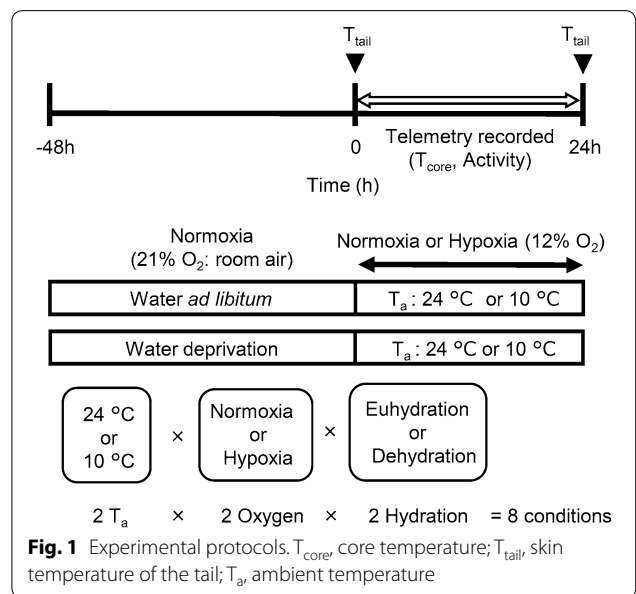 T_tail T_tail
-48h 0 24h
Telemetry recorded
(T_core, Activity)
Time (h)
Normoxia
(21% O₂: room air)
Normoxia or Hypoxia (12% O₂)
Water ad libitum
T_a : 24 °C or 10 °C
Water deprivation
T_a : 24 °C or 10 °C
24 °C
or
10 °C
×
Normoxia
or
Hypoxia
×
Euhydration
or
Dehydration
2 T_a × 2 Oxygen × 2 Hydration = 8 conditions
Fig. 1 Experimental protocols. T_core, core temperature; T_tail, skin
temperature of the tail; T_a, ambient temperature